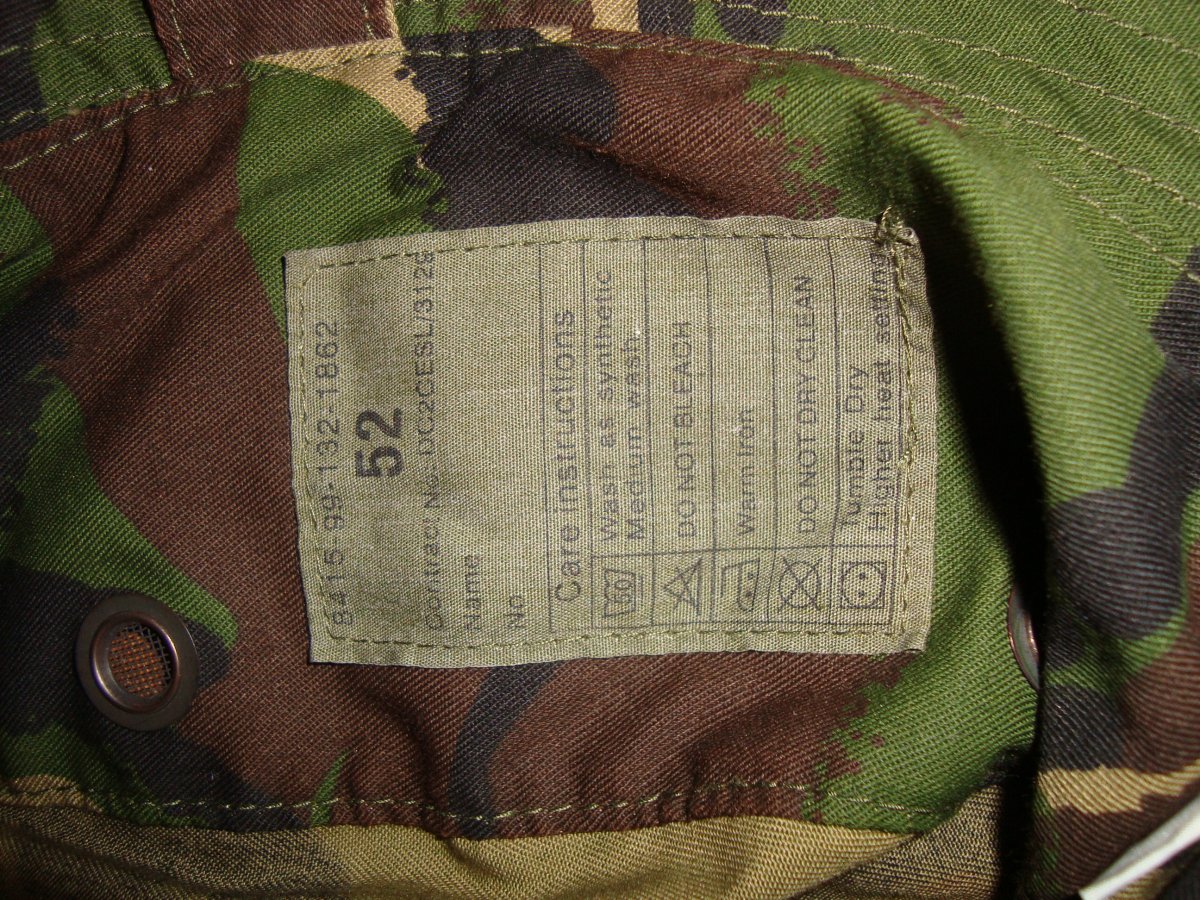 8415-99-132-1862
52
Contract No. DC2CESL/3129
Name
No
Care instructions
Wash as synthetic
Medium wash.
DO NOT BLEACH
Warm Iron
DO NOT DRY CLEAN
Tumble Dry
Higher heat setting